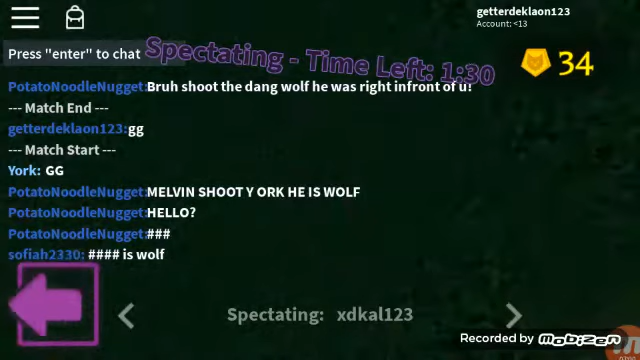 getterdeklaon123
Account: <13
Press "enter" to chat
Spectating - Time Left: 1:30
34
PotatoNoodleNugget:Bruh shoot the dang wolf he was right infront of u!
--- Match End ---
getterdeklaon123:gg
--- Match Start ---
York: GG
PotatoNoodleNugget:MELVIN SHOOT Y ORK HE IS WOLF
PotatoNoodleNugget:HELLO?
PotatoNoodleNugget:###
sofiah2330: #### is wolf
Spectating: xdkal123
Recorded by Mobizen